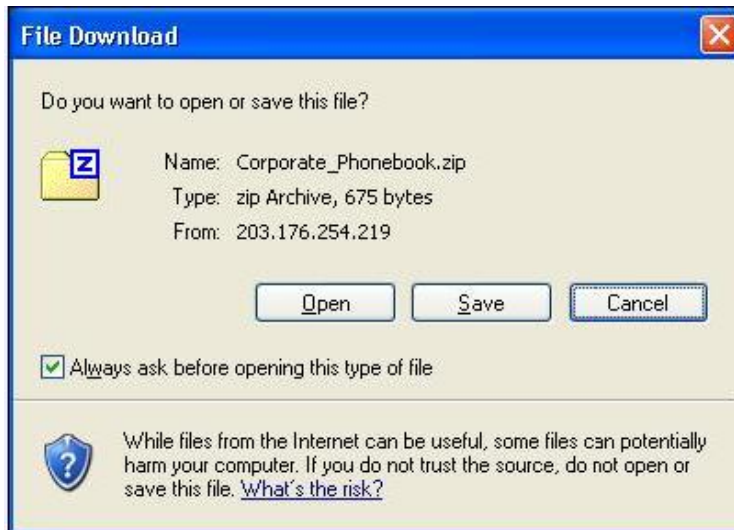 File Download
Do you want to open or save this file?
Z
Name: Corporate_Phonebook.zip
Type: zip Archive, 675 bytes
From: 203.176.254.219
Open Save Cancel
Always ask before opening this type of file
While files from the Internet can be useful, some files can potentially
harm your computer. If you do not trust the source, do not open or
save this file. What's the risk?